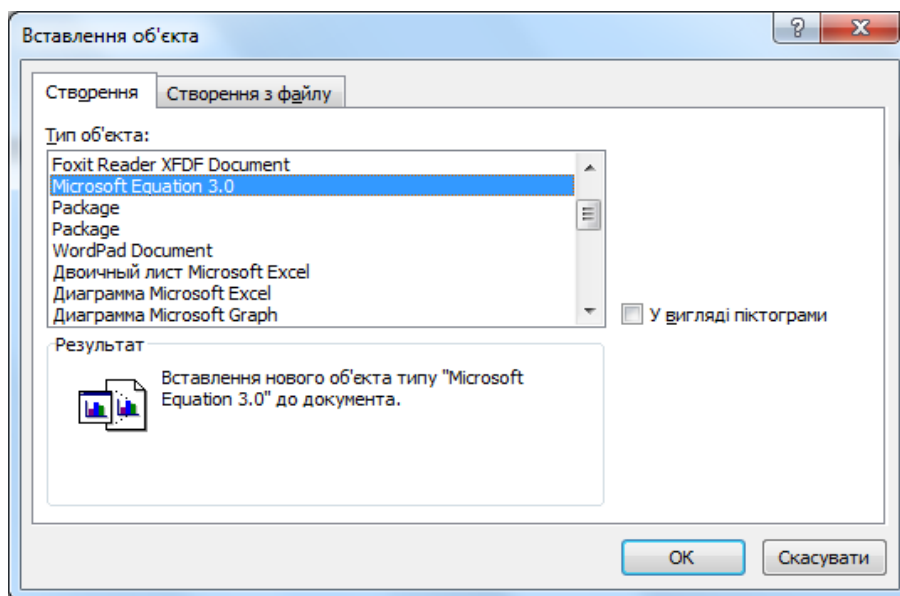 Вставлення об'єкта
Створення
Створення з файлу
Тип об'єкта:
Foxit Reader XFDF Document
Microsoft Equation 3.0
Package
Package
WordPad Document
Двоичный лист Microsoft Excel
Диаграмма Microsoft Excel
Диаграмма Microsoft Graph
У вигляді піктограми
Результат
Вставлення нового об'єкта типу "Microsoft
Equation 3.0" до документа.
ОК
Скасувати